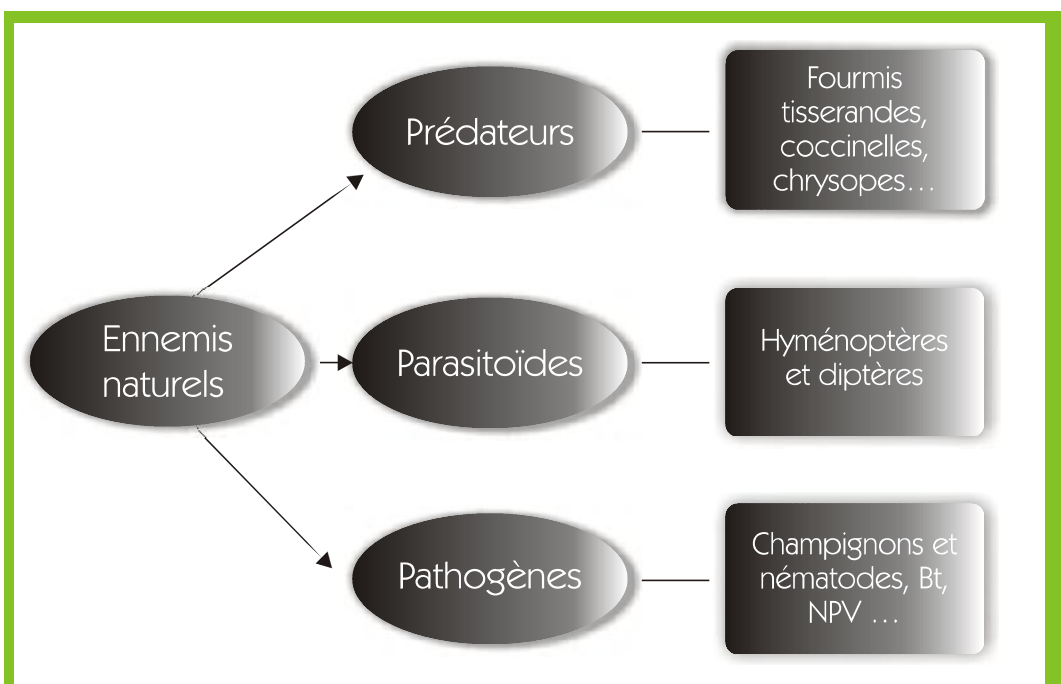 Prédateurs
Fourmis
tisserandes,
coccinelles,
chrysopes...
Ennemis
naturels
Parasitoïdes
Hyménoptères
et diptères
Pathogènes
Champignons et
nématodes, Bt,
NPV ...